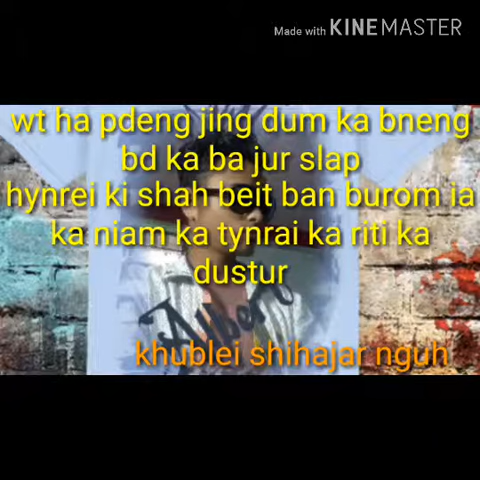 Made with KINEMASTER
wt ha pdeng jing dum ka bneng
bd ka ba jur slap
hynrei ki shah beit ban burom ia
ka niam ka tynrai ka riti ka
dustur
Albert
khublei shihajar nguh